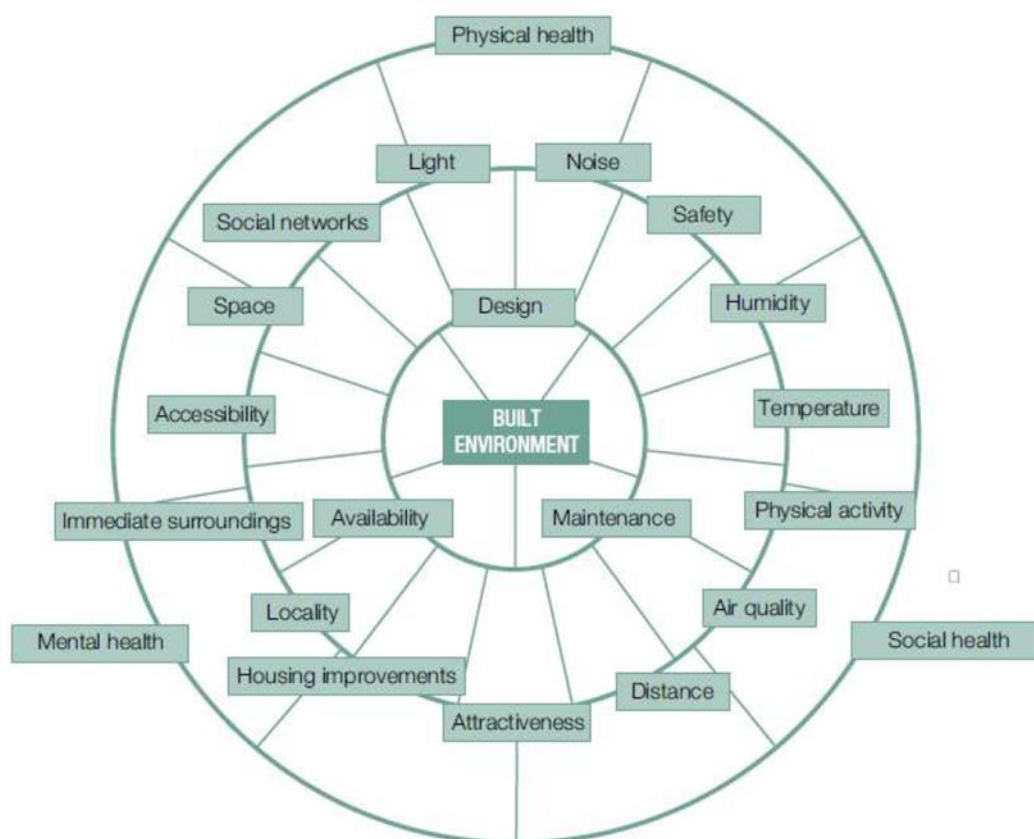 Physical health
Light
Noise
Social networks
Safety
Space
Design
Humidity
Accessibility
BUILT
ENVIRONMENT
Temperature
Immediate surroundings
Availability
Maintenance
Physical activity
Locality
Air quality
Mental health
Social health
Housing improvements
Distance
Attractiveness